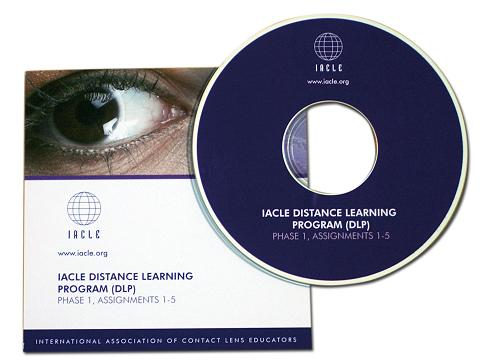 IACLE
www.iacle.org
IACLE DISTANCE LEARNING
PROGRAM (DLP)
PHASE 1, ASSIGNMENTS 1-5
INTERNATIONAL ASSOCIATION OF CONTACT LENS EDUCATORS
IACLE
www.iacle.org
IACLE DISTANCE LEARNING
PROGRAM (DLP)
PHASE 1, ASSIGNMENTS 1-5